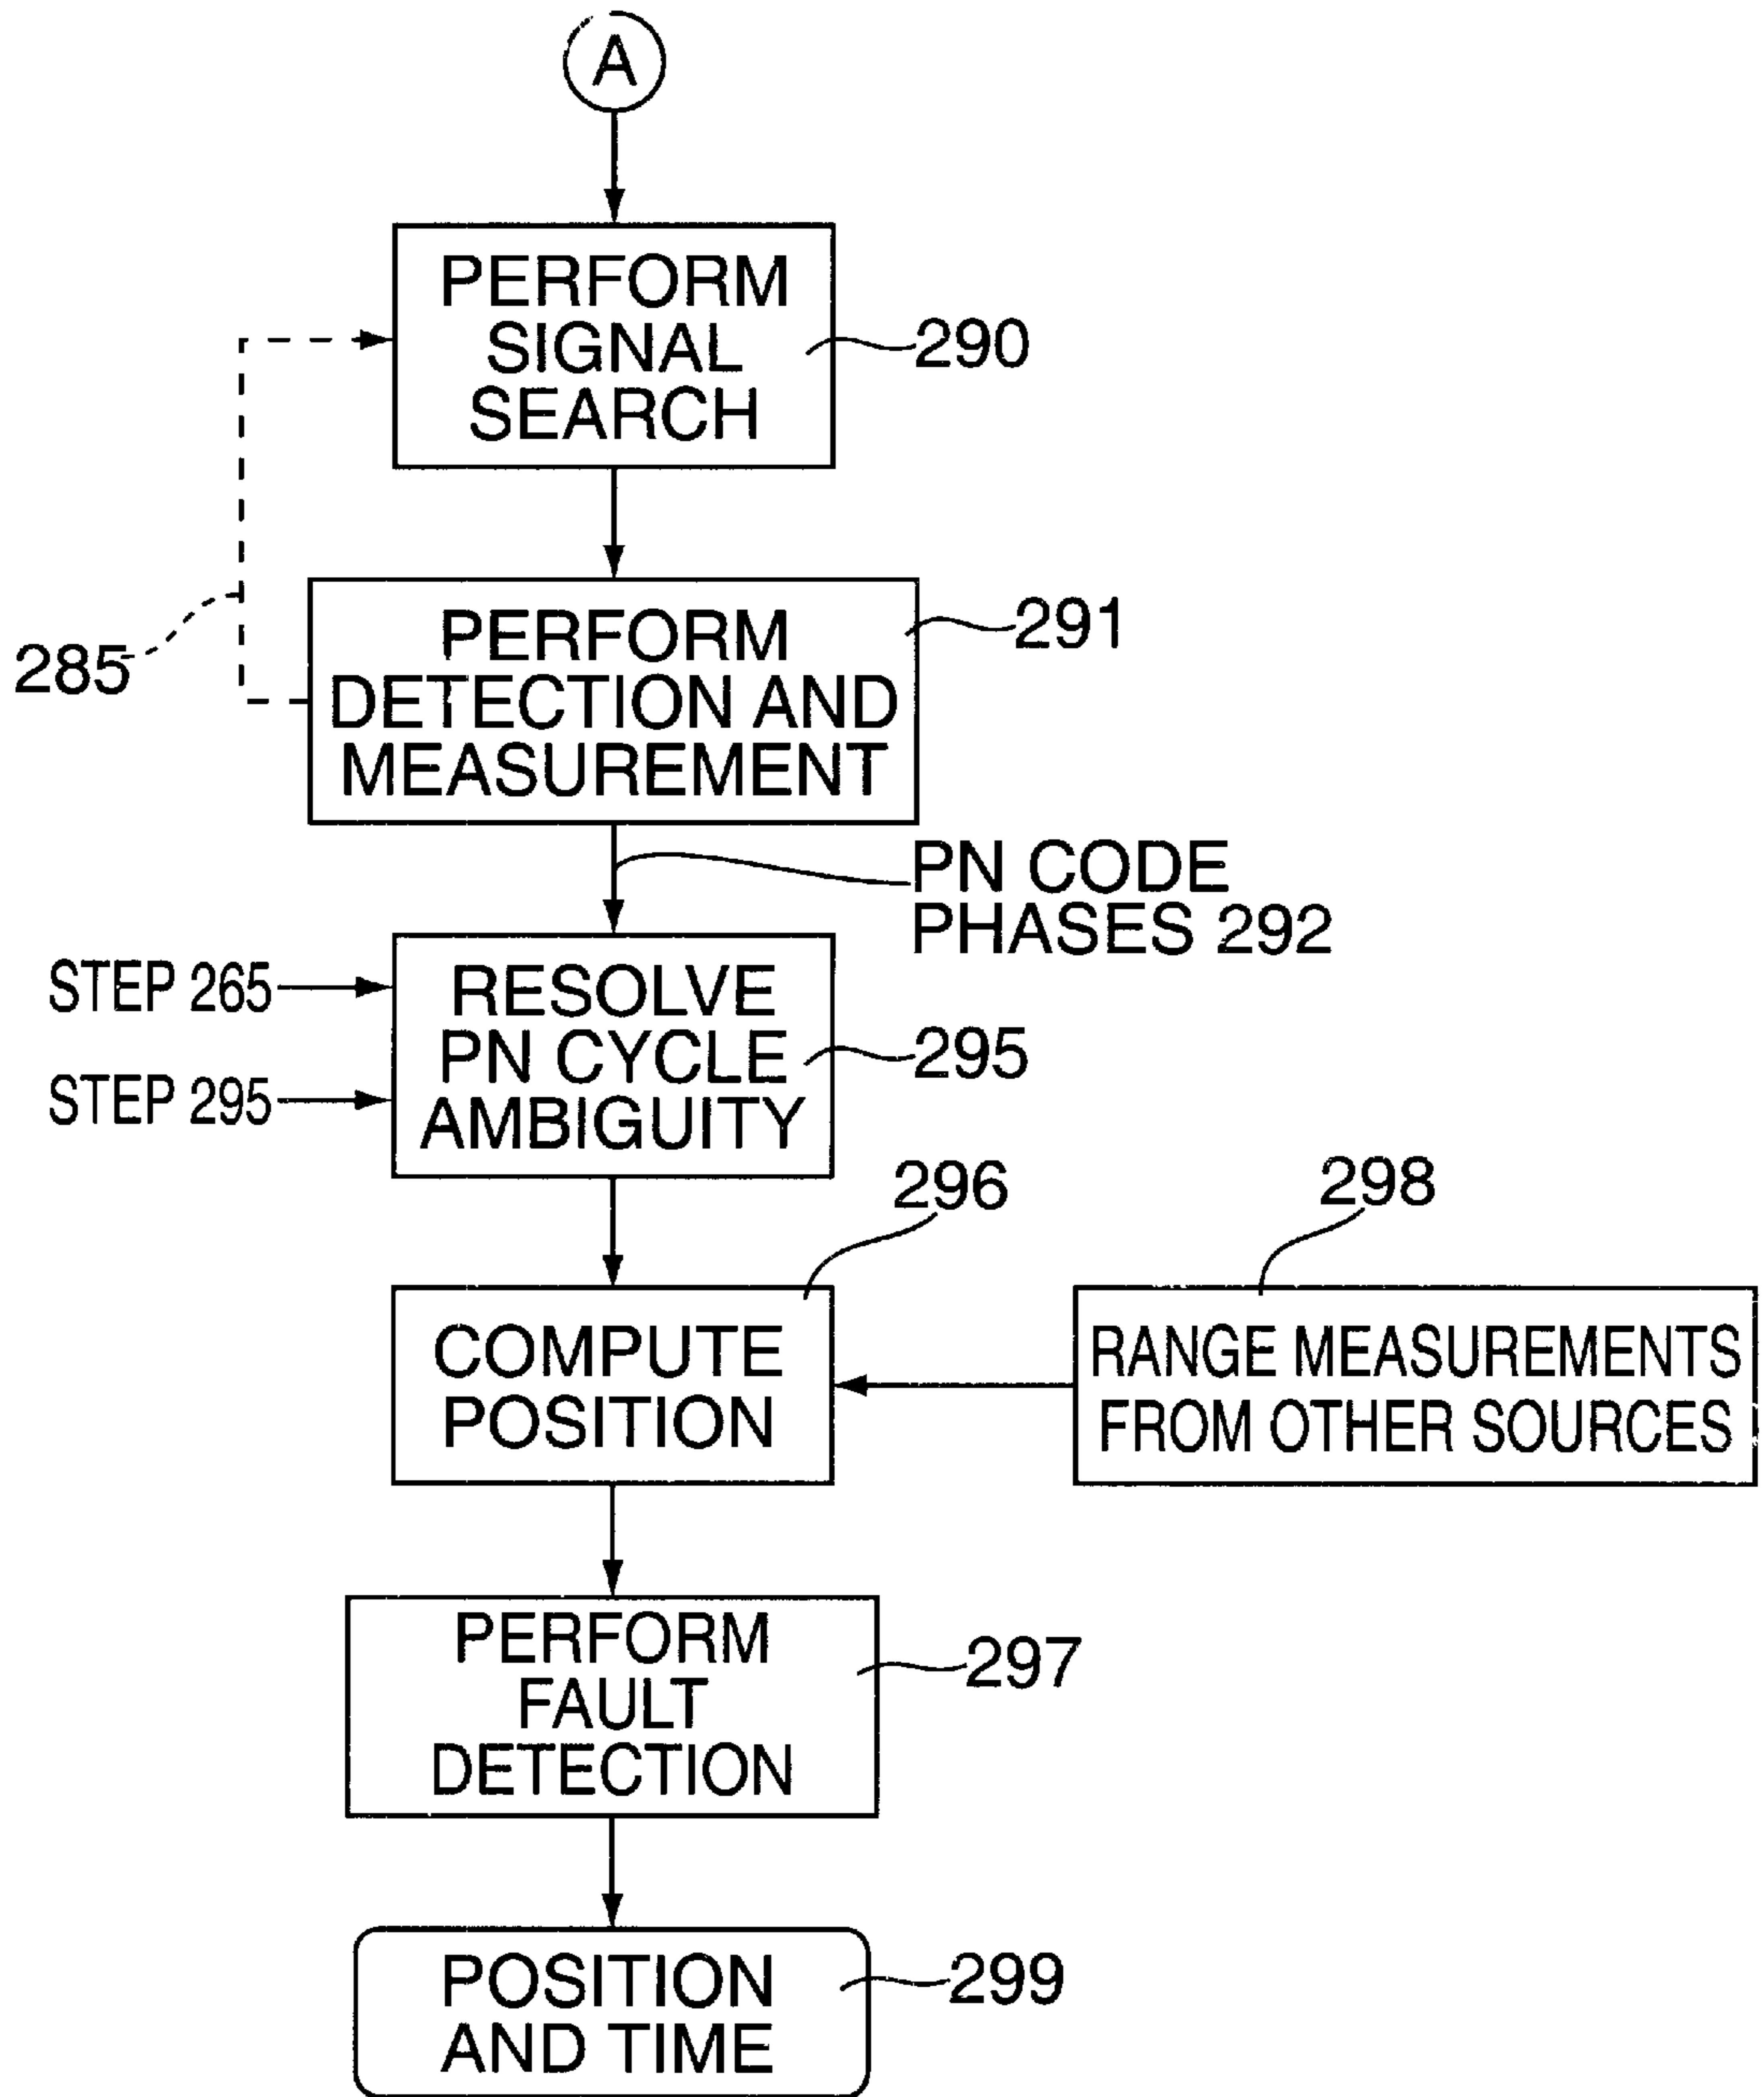 A
PERFORM
SIGNAL
SEARCH
290
PERFORM
DETECTION AND
MEASUREMENT
291
285
PN CODE
PHASES 292
STEP 265
STEP 295
RESOLVE
PN CYCLE
AMBIGUITY
295
296
298
COMPUTE
POSITION
RANGE MEASUREMENTS
FROM OTHER SOURCES
PERFORM
FAULT
DETECTION
297
POSITION
AND TIME
299